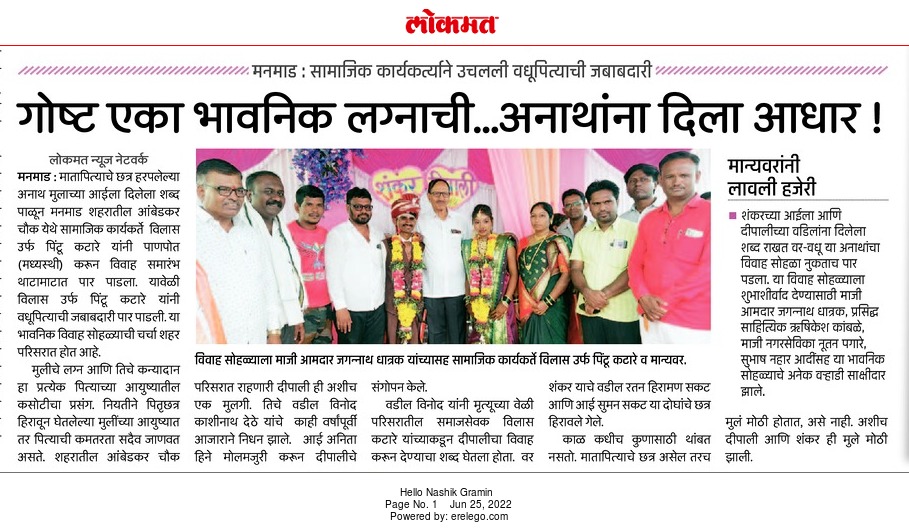 लोकमत
मनमाड : सामाजिक कार्यकर्त्याने उचलली वधूपित्याची जबाबदारी
गोष्ट एका भावनिक लग्नाची...अनाथांना दिला आधार !
लोकमत न्यूज नेटवर्क
मनमाड : मातापित्याचे छत्र हरपलेल्या
अनाथ मुलाच्या आईला दिलेला शब्द
पाळून मनमाड शहरातील आंबेडकर
चौक येथे सामाजिक कार्यकर्ते विलास
उर्फ पिंटू कटारे यांनी पाणपोत
(मध्यस्थी) करून विवाह समारंभ
थाटामाटात पार पाडला. यावेळी
विलास उर्फ पिंटू कटारे यांनी
वधूपित्याची जबाबदारी पार पाडली. या
भावनिक विवाह सोहळ्याची चर्चा शहर
परिसरात होत आहे.
मुलीचे लग्न आणि तिचे कन्यादान
हा प्रत्येक पित्याच्या आयुष्यातील
कसोटीचा प्रसंग. नियतीने पितृछत्र
हिरावून घेतलेल्या मुलींच्या आयुष्यात
तर पित्याची कमतरता सदैव जाणवत
असते. शहरातील आंबेडकर चौक
शंकर दिपाली
विवाह सोहळ्याला माजी आमदार जगन्नाथ धात्रक यांच्यासह सामाजिक कार्यकर्ते विलास उर्फ पिंटू कटारे व मान्यवर.
परिसरात राहणारी दीपाली ही अशीच
एक मुलगी. तिचे वडील विनोद
काशीनाथ देठे यांचे काही वर्षांपूर्वी
आजाराने निधन झाले. आई अनिता
हिने मोलमजुरी करून दीपालीचे
संगोपन केले.
वडील विनोद यांनी मृत्यूच्या वेळी
परिसरातील समाजसेवक विलास
कटारे यांच्याकडून दीपालीचा विवाह
करून देण्याचा शब्द घेतला होता. वर
शंकर याचे वडील रतन हिरामण सकट
आणि आई सुमन सकट या दोघांचे छत्र
हिरावले गेले.
काळ कधीच कुणासाठी थांबत
नसतो. मातापित्याचे छत्र असेल तरच
मुलं मोठी होतात, असे नाही. अशीच
दीपाली आणि शंकर ही मुले मोठी
झाली.
मान्यवरांनी
लावली हजेरी
शंकरच्या आईला आणि
दीपालीच्या वडिलांना दिलेला
शब्द राखत वर-वधू या अनाथांचा
विवाह सोहळा नुकताच पार
पडला. या विवाह सोहळ्याला
शुभाशीर्वाद देण्यासाठी माजी
आमदार जगन्नाथ धात्रक, प्रसिद्ध
साहित्यिक ऋषिकेश कांबळे,
माजी नगरसेविका नूतन पगारे,
सुभाष नहार आदींसह या भावनिक
सोहळ्याचे अनेक वऱ्हाडी साक्षीदार
झाले.
Hello Nashik Gramin
Page No. 1 Jun 25, 2022
Powered by: erelego.com